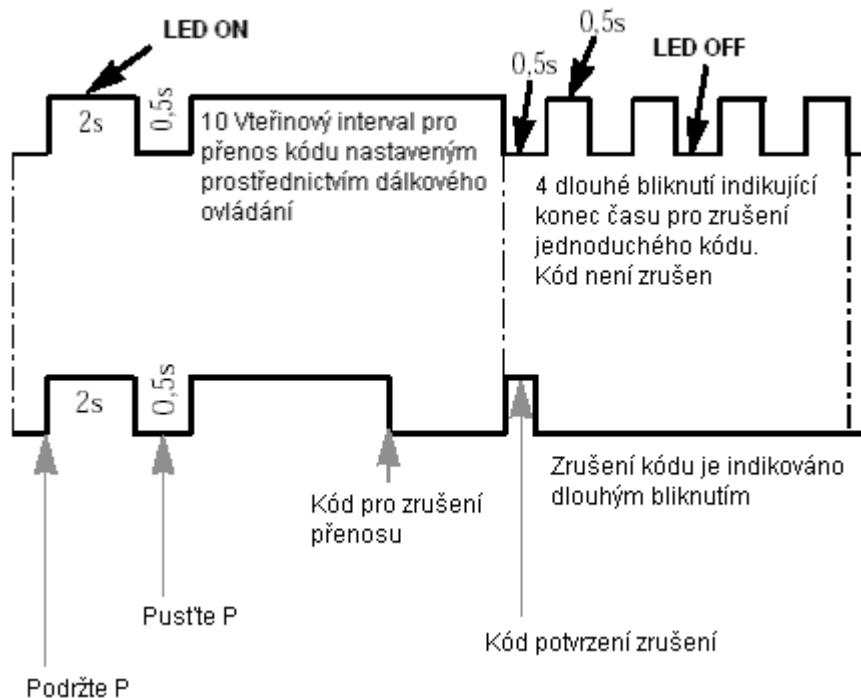 LED ON
0,5s
0,5s
LED OFF
2s
0,5s
10 Vteřinový interval pro
přenos kódu nastaveným
prostřednictvím dálkového
ovládání
4 dlouhé bliknutí indikující
konec času pro zrušení
jednoduchého kódu.
Kód není zrušen
2s
0,5s
Zrušení kódu je indikováno
dlouhým bliknutím
Kód pro zrušení
přenosu
Pusťte P
Kód potvrzení zrušení
Podržte P